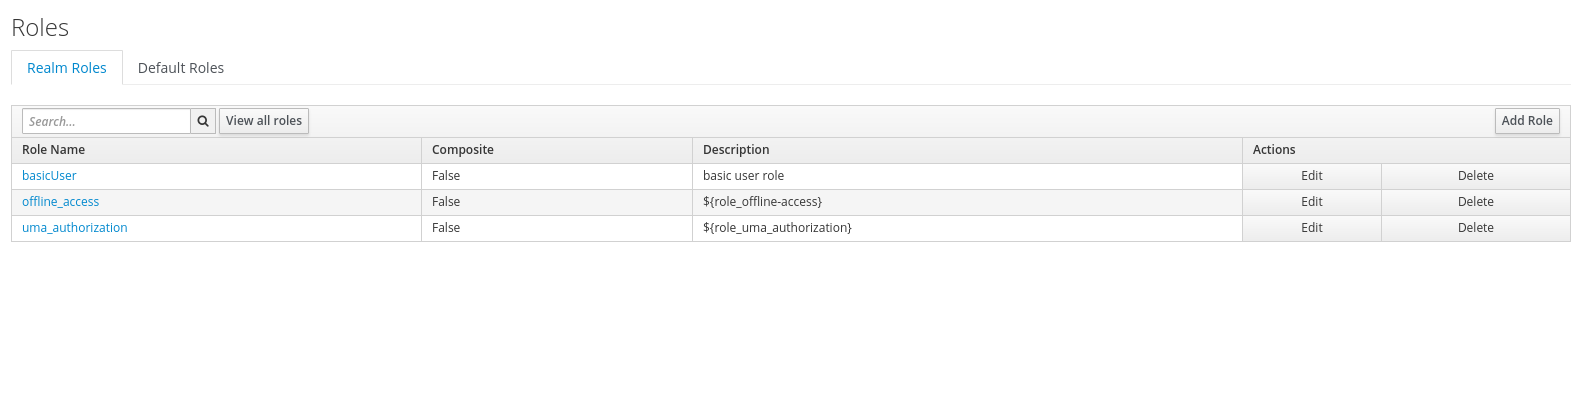 Roles
Realm Roles Default Roles
Search... View all roles Add Role
Role Name Composite Description Actions
basicUser False basic user role Edit Delete
offline_access False ${role_offline-access} Edit Delete
uma_authorization False ${role_uma_authorization} Edit Delete